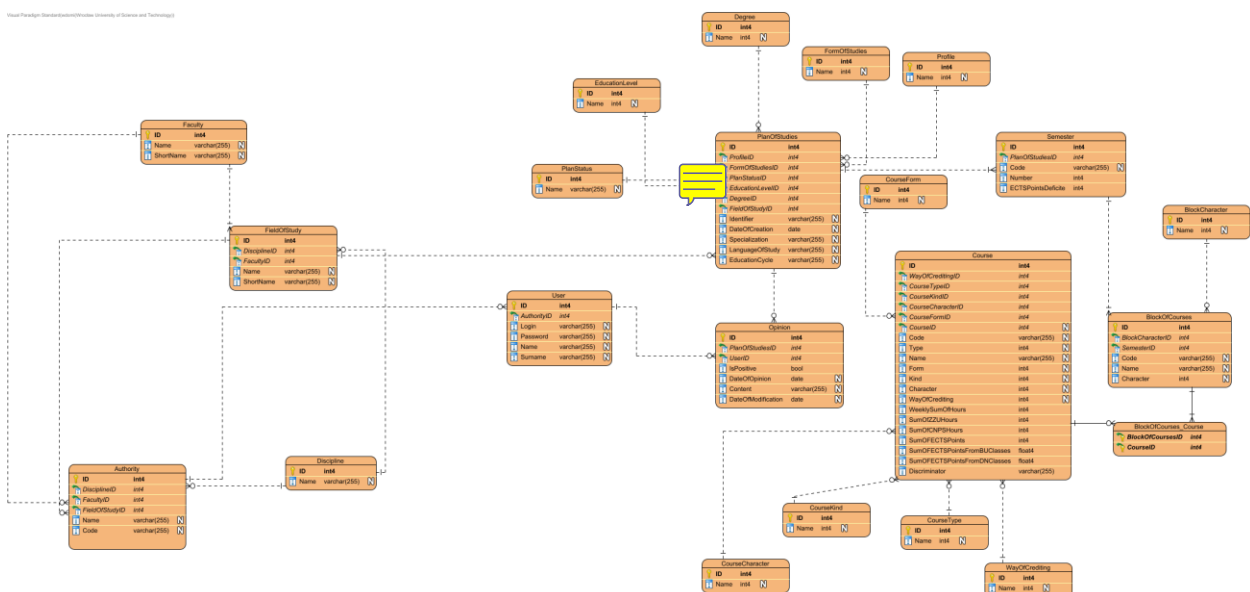 Visual Paradigm Standard(Wroclaw University of Science and Technology)
Degree
ID int4
Name int4 N
FormOfStudies
ID int4
Name int4 N
Profile
ID int4
Name int4 N
EducationLevel
ID int4
Name int4 N
Faculty
ID int4
Name varchar(255) N
ShortName varchar(255) N
PlanStatus
ID int4
Name varchar(255) N
PlanOfStudies
ID int4
ProfileID int4
FormOfStudiesID int4
PlanStatusID int4
EducationLevelID int4
DegreeID int4
FieldOfStudyID int4
Identifier varchar(255) N
DateOfCreation date N
Specialization varchar(255) N
LanguageOfStudy varchar(255) N
EducationCycle varchar(255) N
Semester
ID int4
PlanOfStudiesID int4
Code varchar(255) N
Number int4
ECTSPointsDeficite int4
CourseForm
ID int4
Name int4 N
BlockCharacter
ID int4
Name int4 N
FieldOfStudy
ID int4
DisciplineID int4
FacultyID int4
Name varchar(255) N
ShortName varchar(255) N
Course
ID int4
WayOfCreditingID int4
CourseTypeID int4
CourseKindID int4
CourseCharacterID int4
CourseFormID int4
CourseID int4 N
Code varchar(255) N
Type int4 N
Name varchar(255) N
Form int4 N
Kind int4 N
Character int4 N
WayOfCrediting int4 N
WeeklySumOfHours int4
SumOfZZUHours int4
SumOfCNPSHours int4
SumOFECTSPoints int4
SumOFECTSPointsFromBUClasses float4
SumOFECTSPointsFromDNClasses float4
Discriminator varchar(255)
User
ID int4
AuthorityID int4
Login varchar(255) N
Password varchar(255) N
Name varchar(255) N
Surname varchar(255) N
Opinion
ID int4
PlanOfStudiesID int4
UserID int4
IsPositive bool
DateOfOpinion date N
Content varchar(255) N
DateOfModification date N
BlockOfCourses
ID int4
BlockCharacterID int4
SemesterID int4
Code varchar(255) N
Name varchar(255) N
Character int4 N
BlockOfCourses_Course
BlockOfCoursesID int4
CourseID int4
Authority
ID int4
DisciplineID int4
FacultyID int4
FieldOfStudyID int4
Name varchar(255) N
Code varchar(255) N
Discipline
ID int4
Name varchar(255) N
CourseKind
ID int4
Name int4 N
CourseType
ID int4
Name int4 N
CourseCharacter
ID int4
Name int4 N
WayOfCrediting
ID int4
Name int4 N